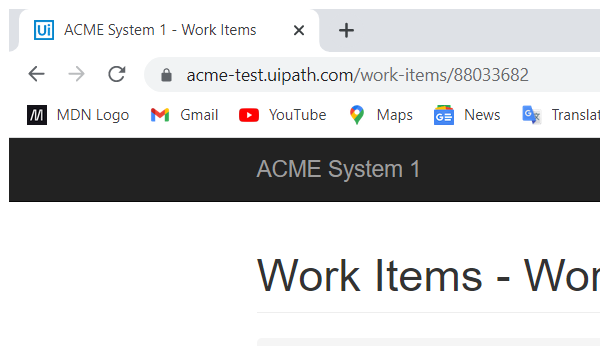 Ui ACME System 1 - Work Items
acme-test.uipath.com/work-items/88033682
M MDN Logo Gmail YouTube Maps News Translat
ACME System 1
Work Items - Wor